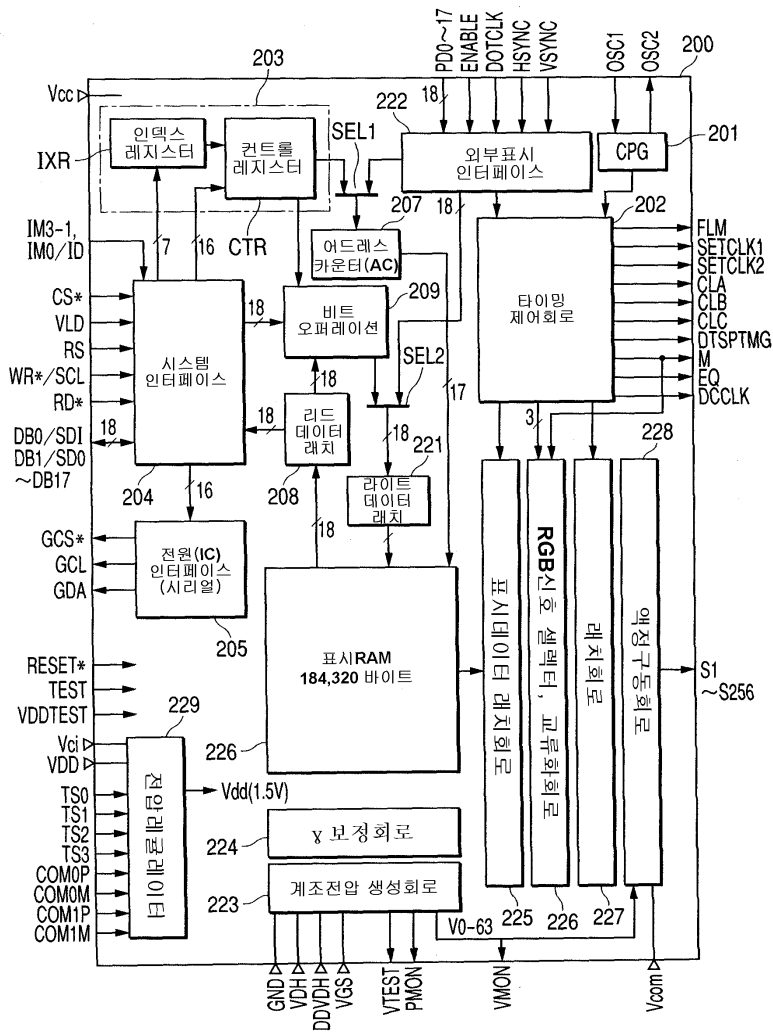 PD0~17
ENABLE
DOTCLK
HSYNC
VSYNC
OSC1
OSC2
200
Vcc
203
18
222
인덱스
레지스터
IXR
컨트롤
레지스터
CTR
SEL1
외부표시
인터페이스
CPG
201
18
202
7
16
207
어드레스
카운터(AC)
IM3-1,
IM0/ID
CS*
VLD
RS
WR*/SCL
RD*
DB0/SDI
DB1/SD0
~DB17
18
시스템
인터페이스
204
18
비트
오퍼레이션
209
SEL2
18
18
리드
데이터
래치
208
18
17
221
라이트
데이터
래치
타이밍
제어회로
FLM
SETCLK1
SETCLK2
CLA
CLB
CLC
DTSPTMG
M
EQ
DCCLK
3
228
16
18
GCS*
GCL
GDA
전원(IC)
인터페이스
(시리얼)
205
표시RAM
184,320 바이트
226
표시데이터 래치회로
225
RGB신호 셀렉터, 교류화회로
226
래치회로
227
액정구동회로
S1
~S256
RESET*
TEST
VDDTEST
229
Vci
VDD
TS0
TS1
TS2
TS3
COM0P
COM0M
COM1P
COM1M
전압레귤레이터
Vdd(1.5V)
224
γ 보정회로
223
계조전압 생성회로
V0-63
GND
VDH
DDVDH
VGS
VTEST
PMON
VMON
Vcom